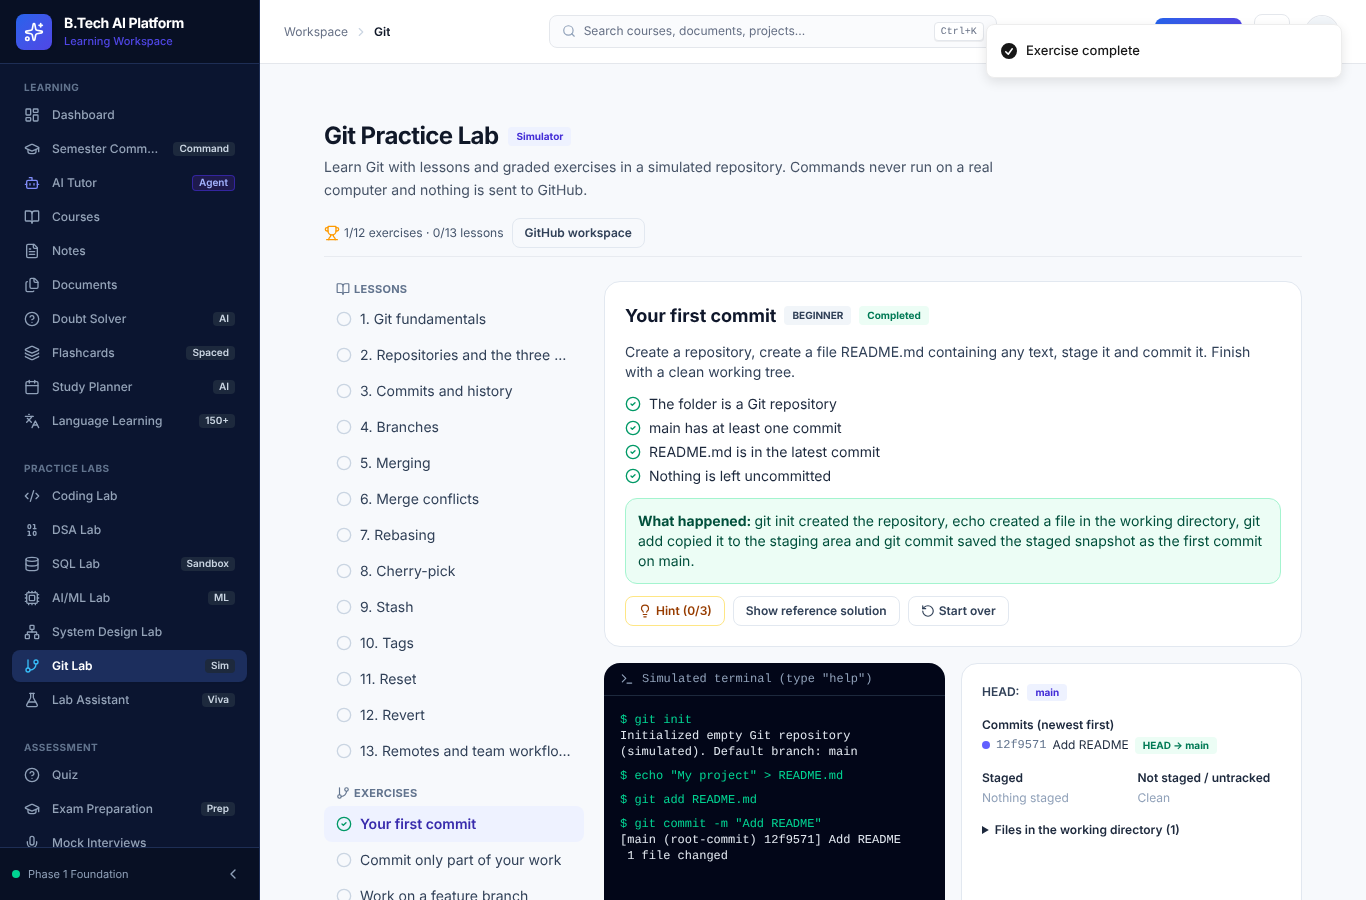 B.Tech AI Platform
Learning Workspace
LEARNING
Dashboard
Semester Comm... Command
AI Tutor Agent
Courses
Notes
Documents
Doubt Solver AI
Flashcards Spaced
Study Planner AI
Language Learning 150+
PRACTICE LABS
Coding Lab
DSA Lab
SQL Lab Sandbox
AI/ML Lab ML
System Design Lab
Git Lab Sim
Lab Assistant Viva
ASSESSMENT
Quiz
Exam Preparation Prep
Mock Interviews
Phase 1 Foundation
Workspace > Git
Search courses, documents, projects... Ctrl+K
Exercise complete
Git Practice Lab Simulator
Learn Git with lessons and graded exercises in a simulated repository. Commands never run on a real
computer and nothing is sent to GitHub.
1/12 exercises · 0/13 lessons GitHub workspace
LESSONS
1. Git fundamentals
2. Repositories and the three ...
3. Commits and history
4. Branches
5. Merging
6. Merge conflicts
7. Rebasing
8. Cherry-pick
9. Stash
10. Tags
11. Reset
12. Revert
13. Remotes and team workflo...
EXERCISES
Your first commit
Commit only part of your work
Work on a feature branch
Your first commit BEGINNER Completed
Create a repository, create a file README.md containing any text, stage it and commit it. Finish
with a clean working tree.
The folder is a Git repository
main has at least one commit
README.md is in the latest commit
Nothing is left uncommitted
What happened: git init created the repository, echo created a file in the working directory, git
add copied it to the staging area and git commit saved the staged snapshot as the first commit
on main.
Hint (0/3) Show reference solution Start over
Simulated terminal (type "help")
$ git init
Initialized empty Git repository
(simulated). Default branch: main
$ echo "My project" > README.md
$ git add README.md
$ git commit -m "Add README"
[main (root-commit) 12f9571] Add README
1 file changed
HEAD: main
Commits (newest first)
12f9571 Add README HEAD → main
Staged Not staged / untracked
Nothing staged Clean
Files in the working directory (1)